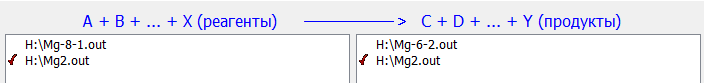 A + B + ... + X (реагенты) ————> C + D + ... + Y (продукты)
H:\Mg-8-1.out H:\Mg-6-2.out
H:\Mg2.out H:\Mg2.out